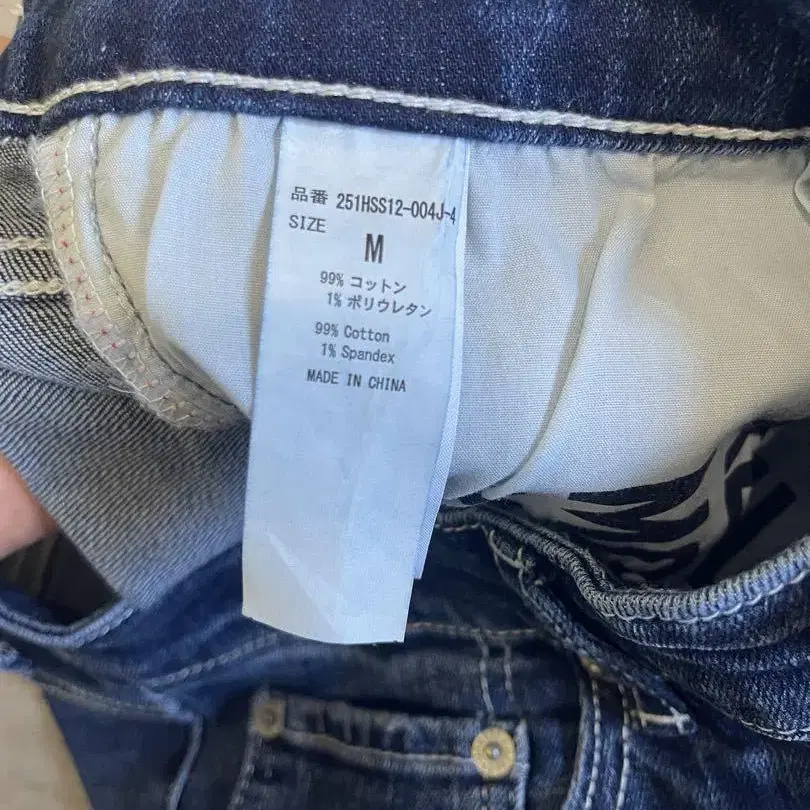 品番 251HSS12-004J-4
SIZE
M
99% コットン
1% ポリウレタン
99% Cotton
1% Spandex
MADE IN CHINA